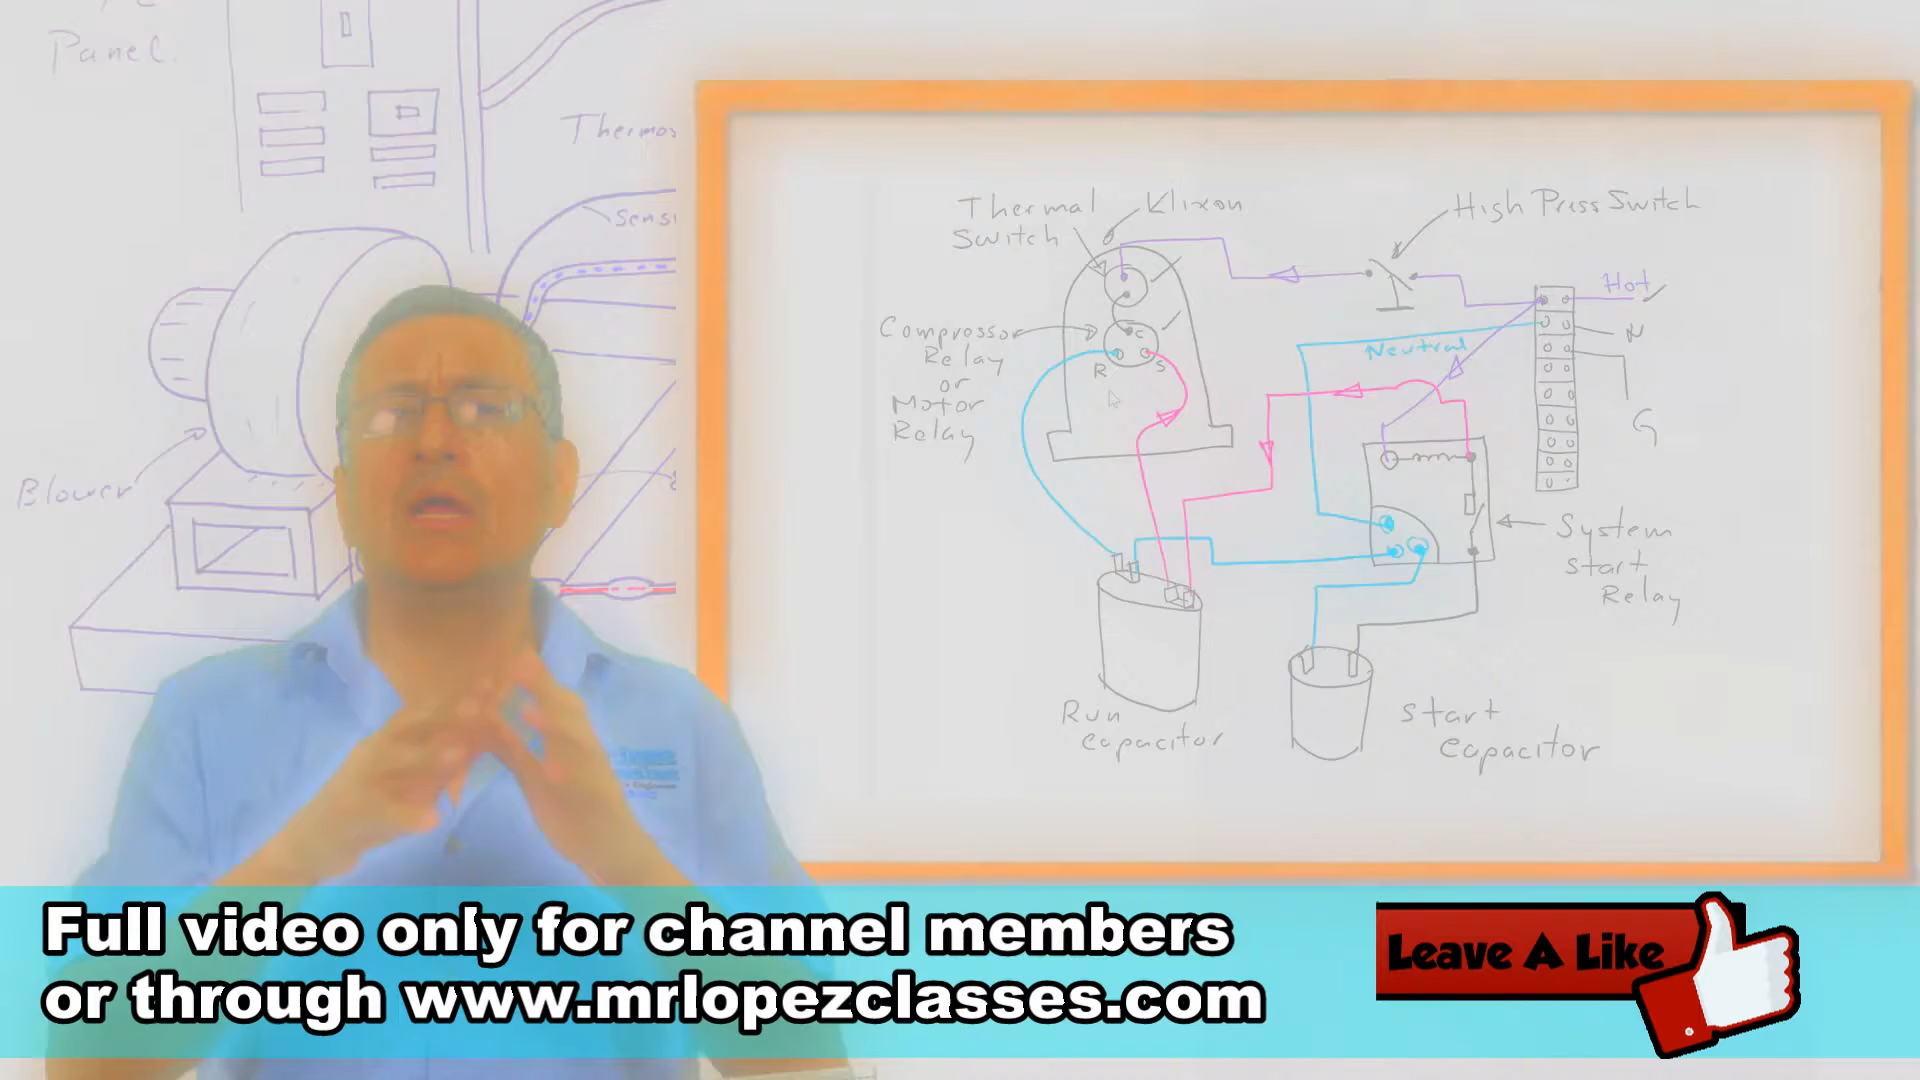 Panel.
Thermos
Sensi
Blower
Thermal
Switch
Klixon
High Press Switch
Hot
N
Neutral
G
Compressor
Relay
or
Motor
Relay
C
R
S
System
Start
Relay
Run
capacitor
Start
capacitor
Full video only for channel members
or through www.mrlopezclasses.com
Leave A Like